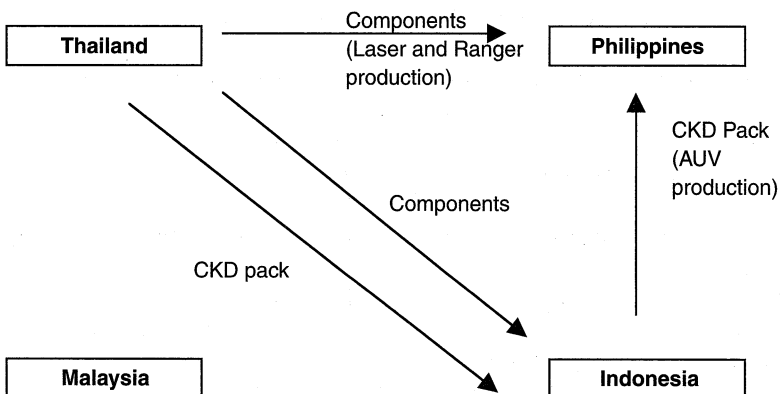 Thailand
Components
(Laser and Ranger
production)
Philippines
CKD Pack
(AUV
production)
Components
CKD pack
Malaysia
Indonesia